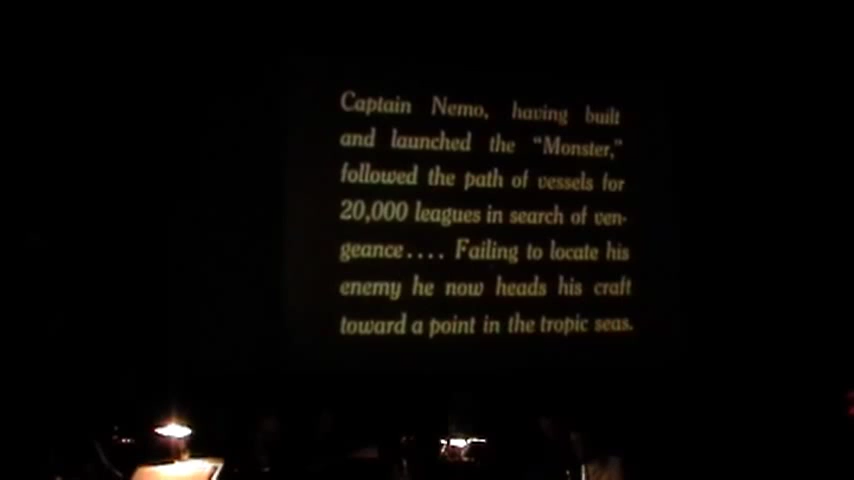 Captain Nemo, having built
and launched the "Monster,"
followed the path of vessels for
20,000 leagues in search of ven-
geance.... Failing to locate his
enemy he now heads his craft
toward a point in the tropic seas.